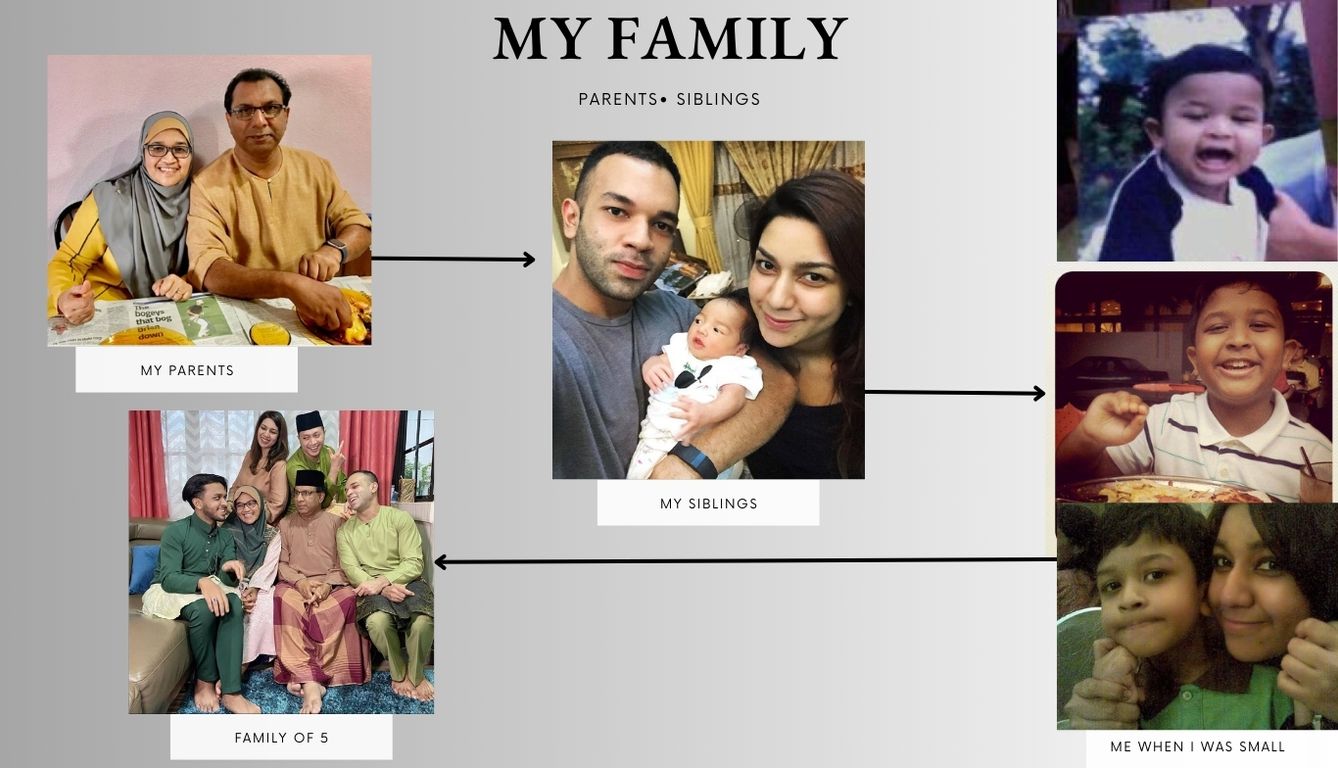 MY FAMILY
PARENTS• SIBLINGS
The
bogeys
that bog
Brian
down
MY PARENTS
MY SIBLINGS
FAMILY OF 5
ME WHEN I WAS SMALL